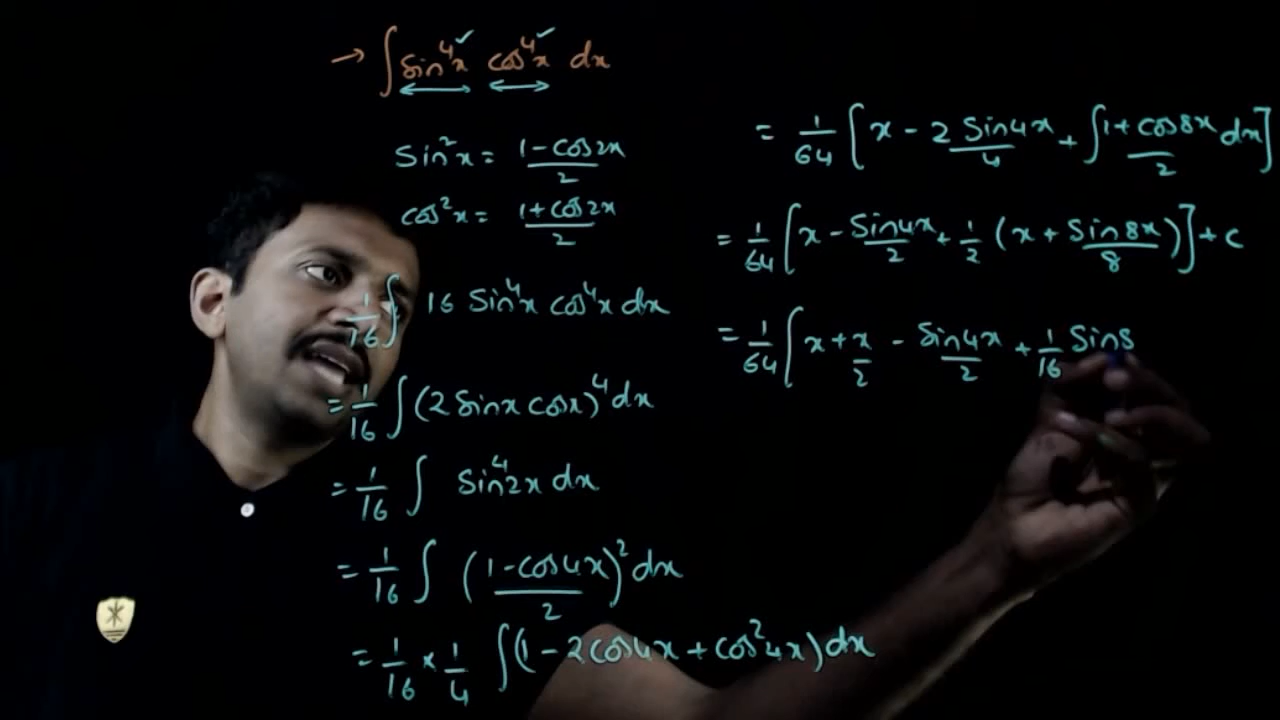 → ∫ sin⁴x cos⁴x dx
Sin²x = (1-cos2x)/2
cos²x = (1+cos2x)/2
1/16 ∫ 16 Sin⁴x cos⁴x dx
= 1/16 ∫ (2 Sinx cosx)⁴ dx
= 1/16 ∫ Sin⁴2x dx
= 1/16 ∫ ((1-cos4x)/2)² dx
= 1/16 × 1/4 ∫ (1 - 2cos4x + cos²4x) dx
= 1/64 [x - 2 Sin4x/4 + ∫ (1+cos8x)/2 dx]
= 1/64 [x - Sin4x/2 + 1/2 (x + Sin8x/8)] + c
= 1/64 [x + x/2 - Sin4x/2 + 1/16 Sin8